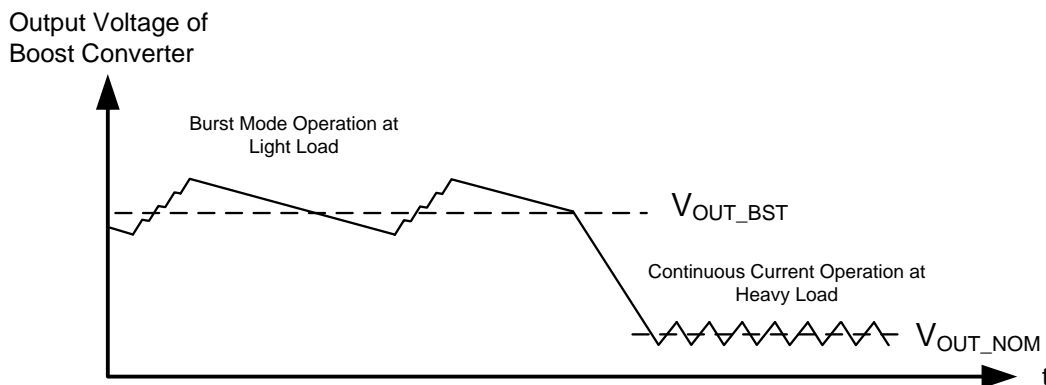 Output Voltage of
Boost Converter
Burst Mode Operation at
Light Load
VOUT_BST
Continuous Current Operation at
Heavy Load
VOUT_NOM
t